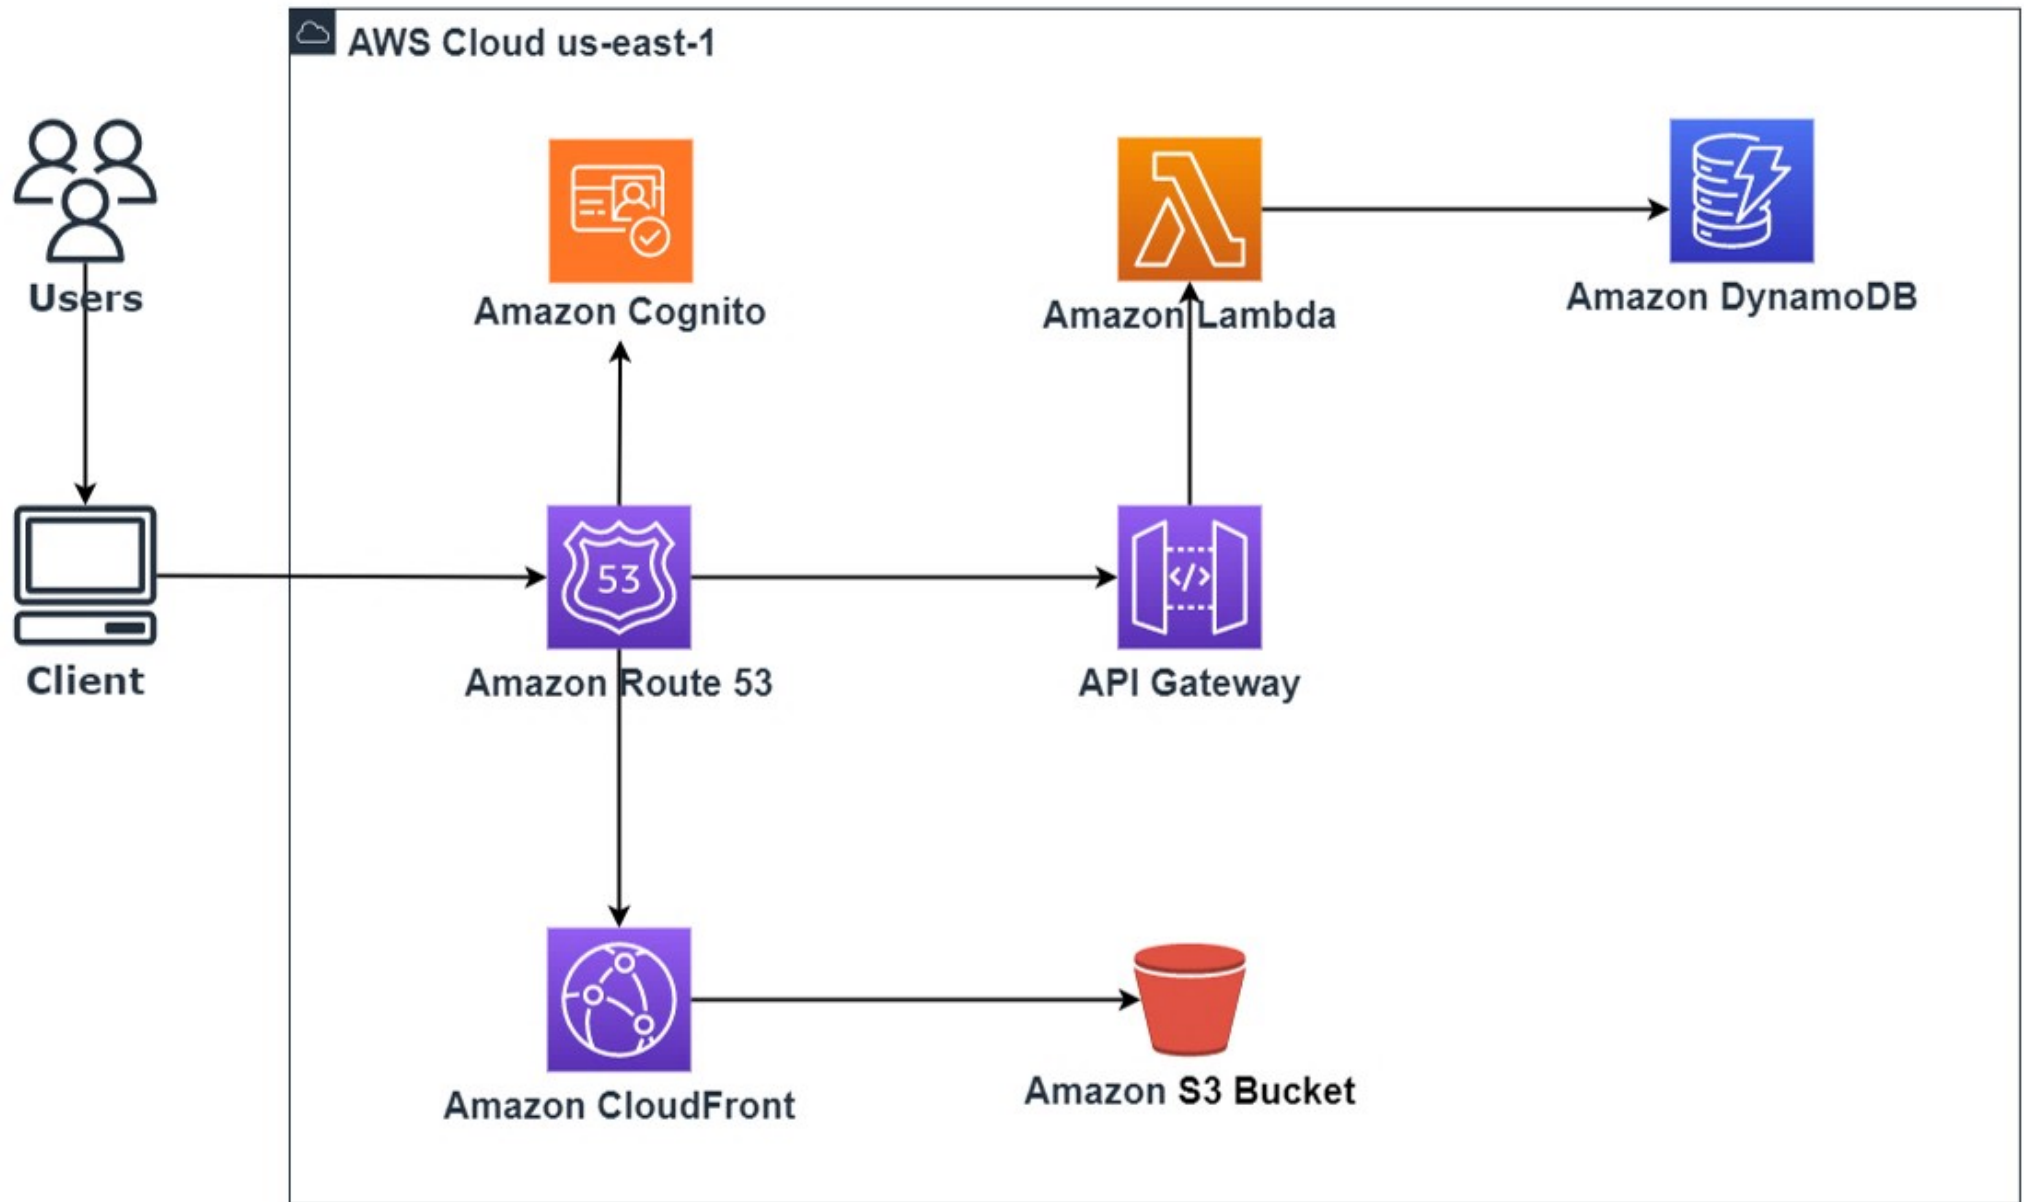 AWS Cloud us-east-1
Users
Amazon Cognito
Amazon Lambda
Amazon DynamoDB
53
</>
Client
Amazon Route 53
API Gateway
Amazon CloudFront
Amazon S3 Bucket